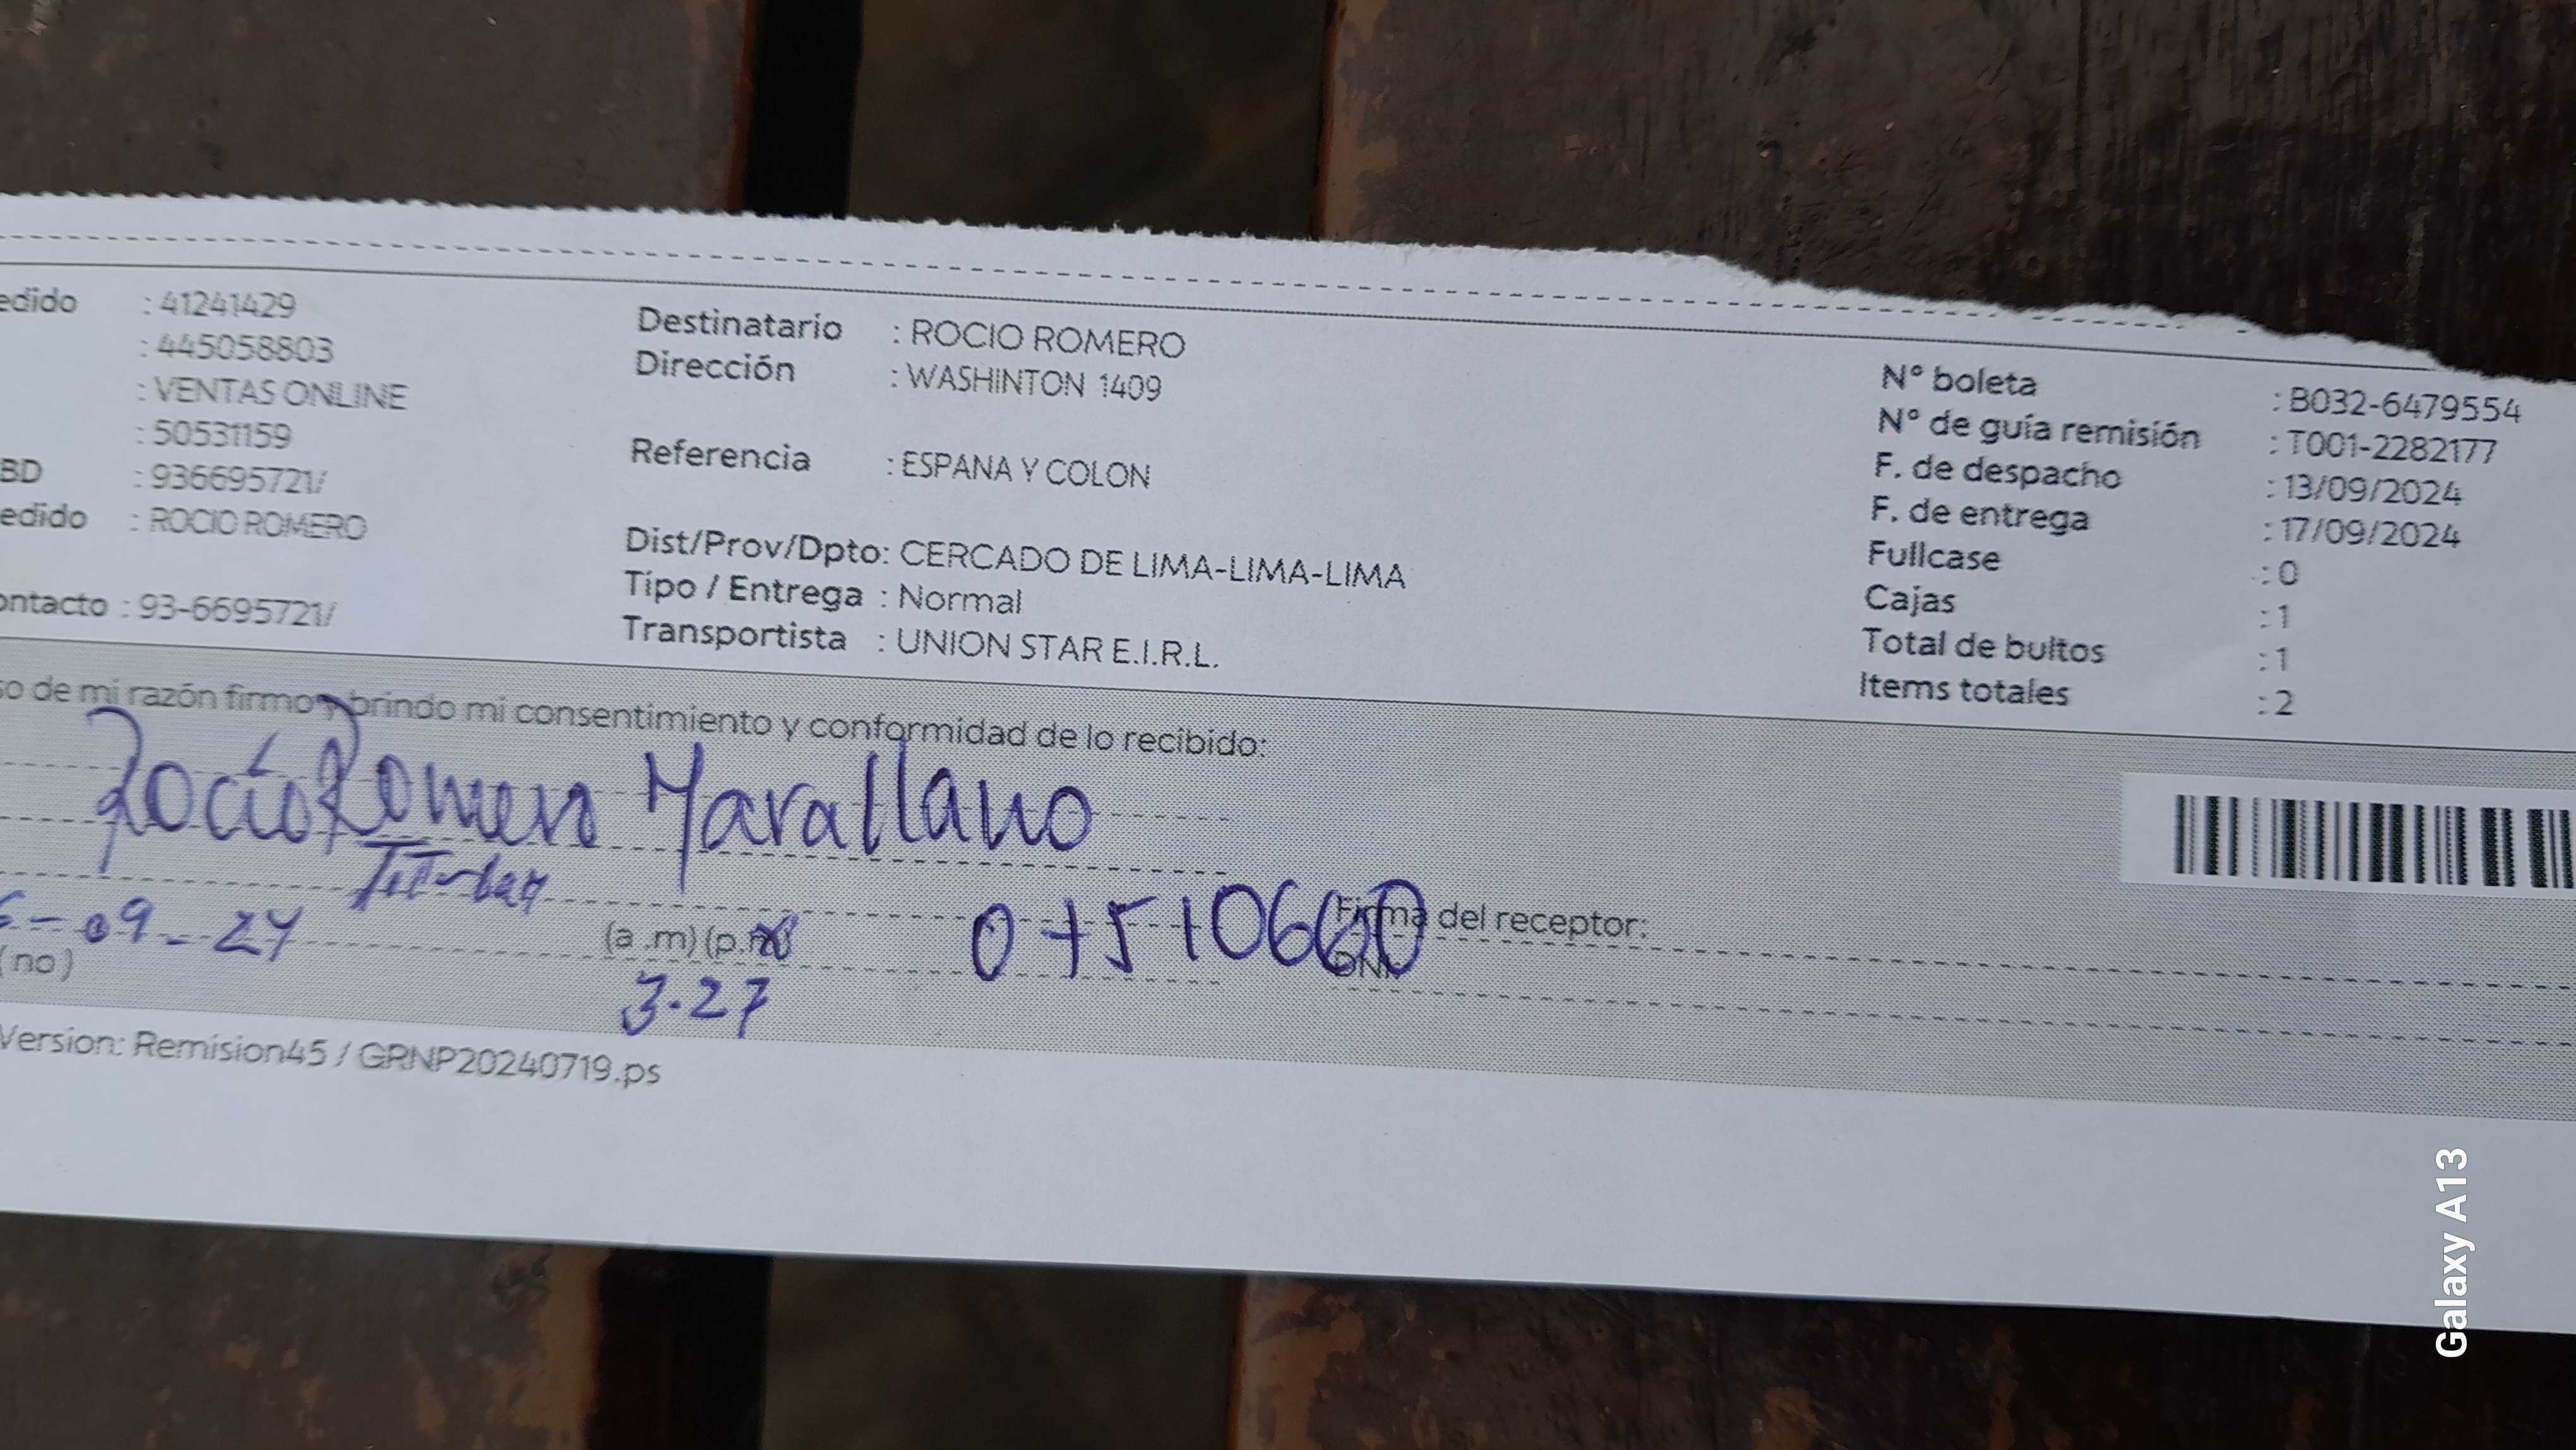 edido : 41241429
: 445058803
: VENTAS ONLINE
: 50531159
BD : 936695721/
edido : ROCIO ROMERO
ontacto : 93-6695721/
Destinatario : ROCIO ROMERO
Dirección : WASHINTON 1409
Referencia : ESPANA Y COLON
Dist/Prov/Dpto: CERCADO DE LIMA-LIMA-LIMA
Tipo / Entrega : Normal
Transportista : UNION STAR E.I.R.L.
N° boleta : B032-6479554
N° de guía remisión : T001-2282177
F. de despacho : 13/09/2024
F. de entrega : 17/09/2024
Fullcase : 0
Cajas : 1
Total de bultos : 1
Items totales : 2
so de mi razón firmo y brindo mi consentimiento y conformidad de lo recibido:
Rocío Romero
Titular
-09-24
(a .m) (p.m)
3.27
Firma del receptor:
DNI
(no)
Version: Remision45 / GRNP20240719.ps
Galaxy A13